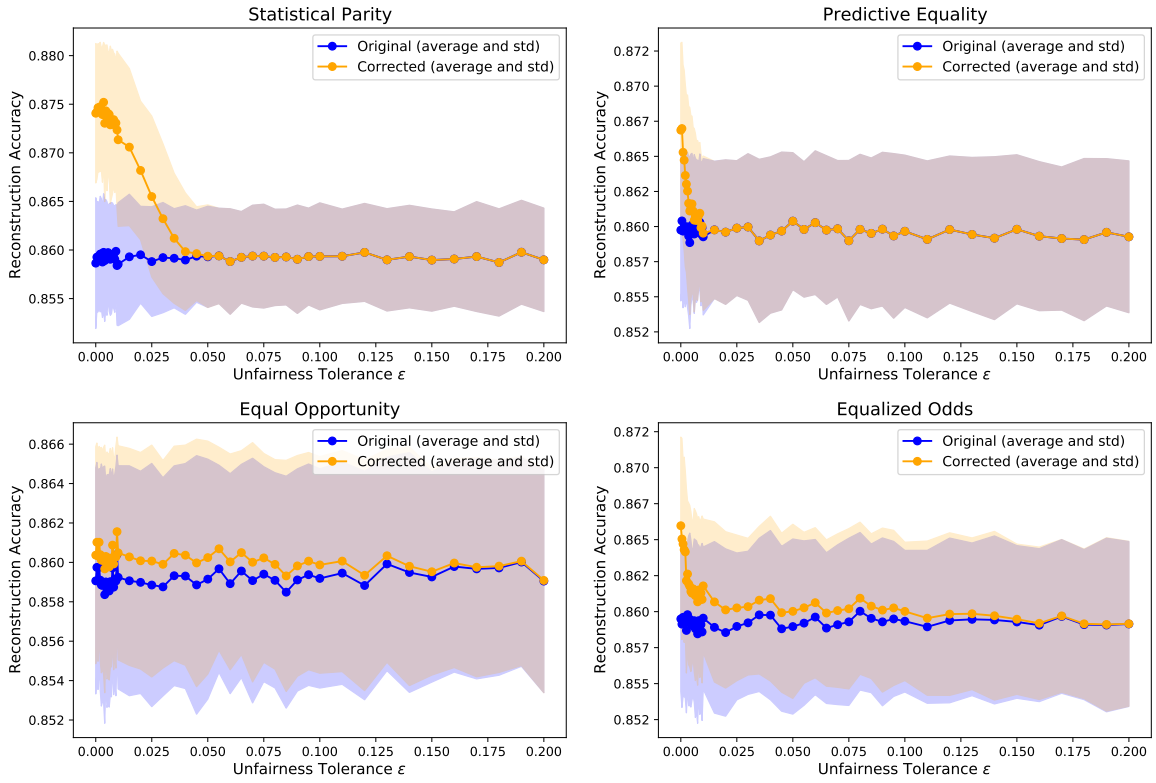 Statistical Parity
Reconstruction Accuracy
0.880
0.875
0.870
0.865
0.860
0.855
Original (average and std)
Corrected (average and std)
0.000 0.025 0.050 0.075 0.100 0.125 0.150 0.175 0.200
Unfairness Tolerance ε
Predictive Equality
Reconstruction Accuracy
0.872
0.870
0.867
0.865
0.862
0.860
0.857
0.855
0.852
Original (average and std)
Corrected (average and std)
0.000 0.025 0.050 0.075 0.100 0.125 0.150 0.175 0.200
Unfairness Tolerance ε
Equal Opportunity
Reconstruction Accuracy
0.866
0.864
0.862
0.860
0.858
0.856
0.854
0.852
Original (average and std)
Corrected (average and std)
0.000 0.025 0.050 0.075 0.100 0.125 0.150 0.175 0.200
Unfairness Tolerance ε
Equalized Odds
Reconstruction Accuracy
0.872
0.870
0.867
0.865
0.862
0.860
0.857
0.855
0.852
Original (average and std)
Corrected (average and std)
0.000 0.025 0.050 0.075 0.100 0.125 0.150 0.175 0.200
Unfairness Tolerance ε